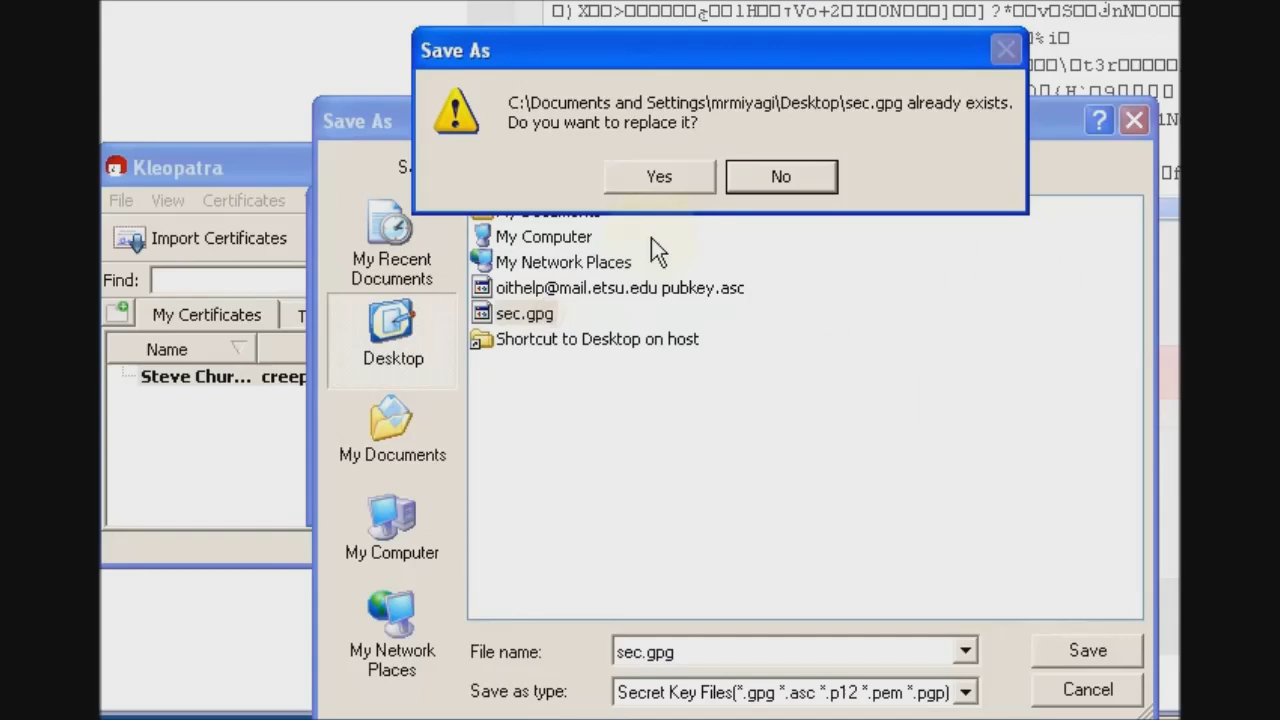 Save As
C:\Documents and Settings\mrmiyagi\Desktop\sec.gpg already exists.
Do you want to replace it?
Yes
No
Save As
Kleopatra
File View Certificates
Import Certificates
Find:
My Certificates
Name
Steve Chur... creep
My Recent
Documents
Desktop
My Documents
My Computer
My Network
Places
My Computer
My Network Places
oithelp@mail.etsu.edu pubkey.asc
sec.gpg
Shortcut to Desktop on host
File name:
sec.gpg
Save
Save as type:
Secret Key Files(*.gpg *.asc *.p12 *.pem *.pgp)
Cancel